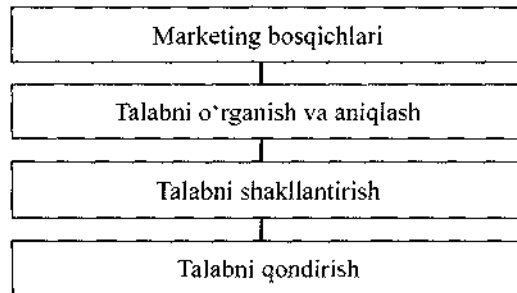 Marketing bosqichlari
Talabni o‘rganish va aniqlash
Talabni shakllantirish
Talabni qondirish